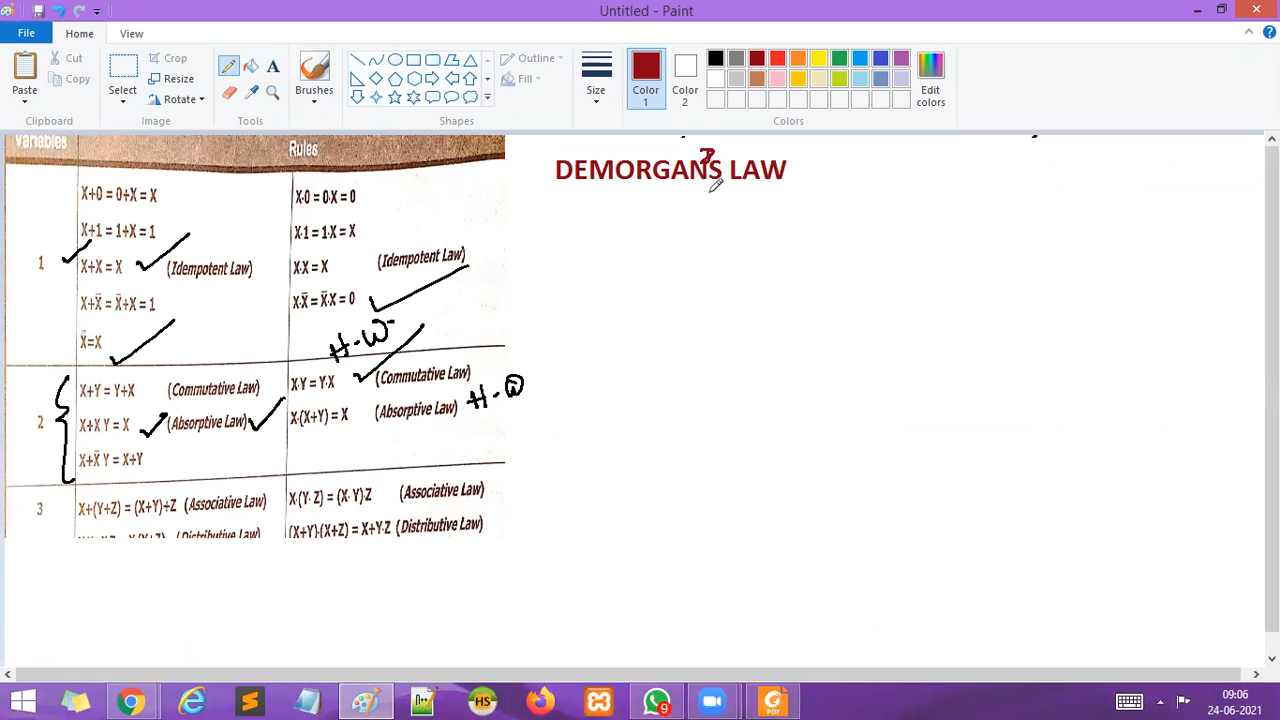 Untitled - Paint
File Home View
Cut
Copy
Paste
Clipboard
Crop
Resize
Rotate
Select
Image
Tools
Brushes
Outline
Fill
Shapes
Size
Color 1
Color 2
Edit colors
Colors
Variables
Rules
DEMORGANS LAW
1
X+0 = 0+X = X
X·0 = 0·X = 0
X+1 = 1+X = 1
X·1 = 1·X = X
X+X = X (Idempotent Law)
X·X = X (Idempotent Law)
X+X̄ = X̄+X = 1
X·X̄ = X̄·X = 0
X̿=X
H-W
2
X+Y = Y+X (Commutative Law)
X·Y = Y·X (Commutative Law)
X+X Y = X (Absorptive Law)
X·(X+Y) = X (Absorptive Law)
H-W
X+X̄ Y = X+Y
3
X+(Y+Z) = (X+Y)+Z (Associative Law)
X·(Y· Z) = (X· Y)·Z (Associative Law)
(Distributive Law)
(X+Y)·(X+Z) = X+Y·Z (Distributive Law)
HS
9
PDF
09:06
24-06-2021